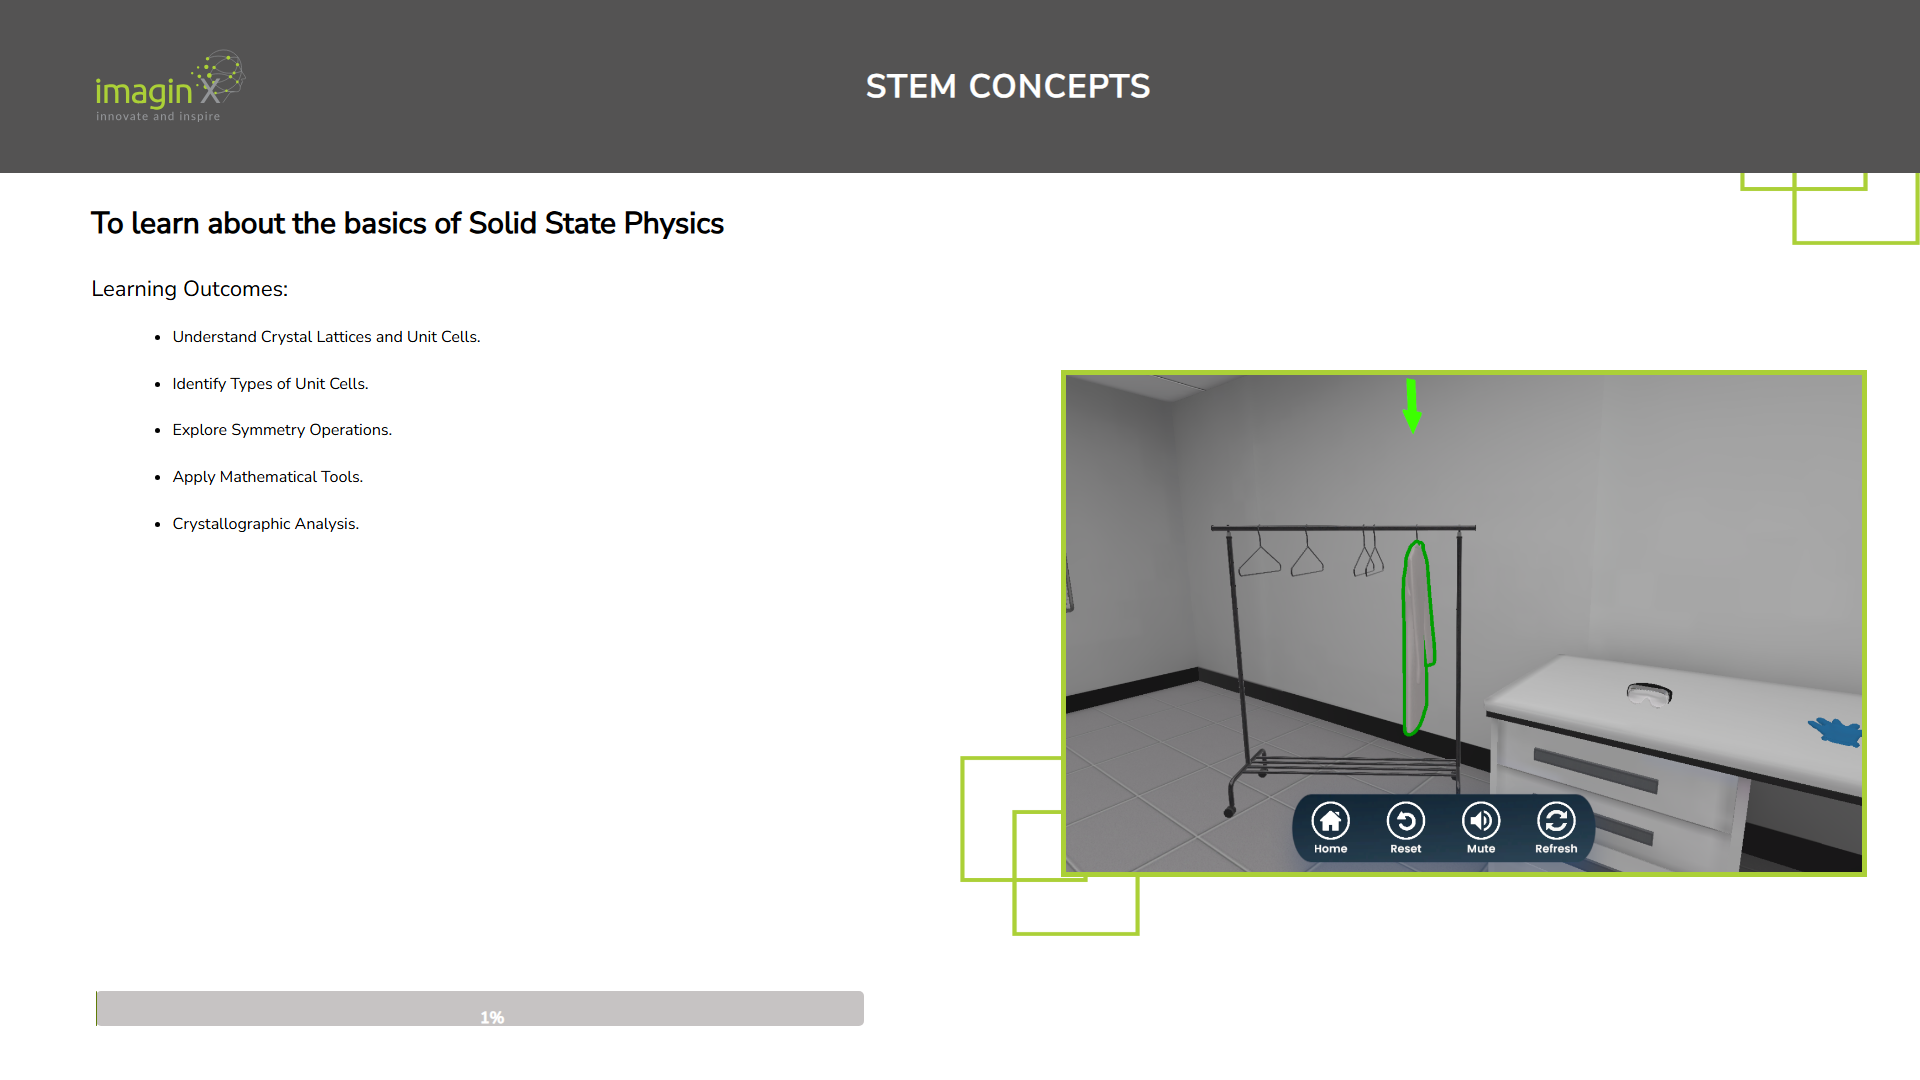 imagin X
innovate and inspire
STEM CONCEPTS
To learn about the basics of Solid State Physics
Learning Outcomes:
Understand Crystal Lattices and Unit Cells.
Identify Types of Unit Cells.
Explore Symmetry Operations.
Apply Mathematical Tools.
Crystallographic Analysis.
Home Reset Mute Refresh
1%